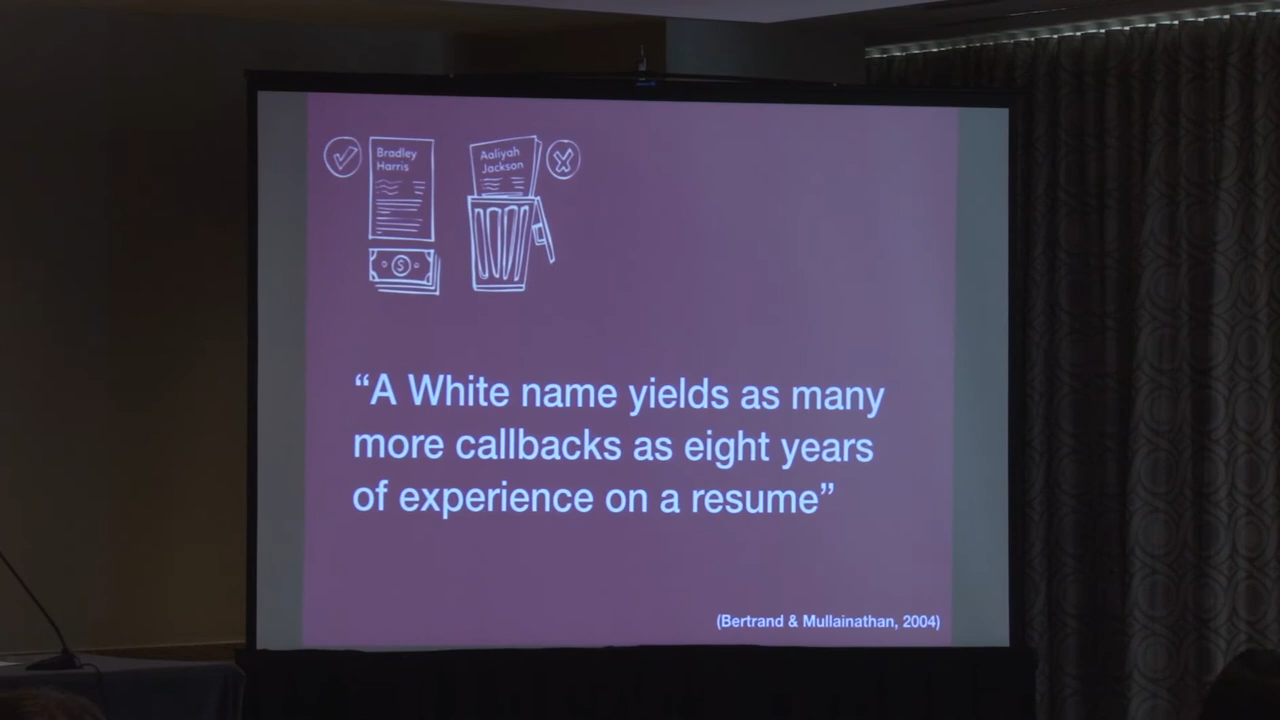 Bradley
Harris
Aaliyah
Jackson
$
“A White name yields as many
more callbacks as eight years
of experience on a resume”
(Bertrand & Mullainathan, 2004)